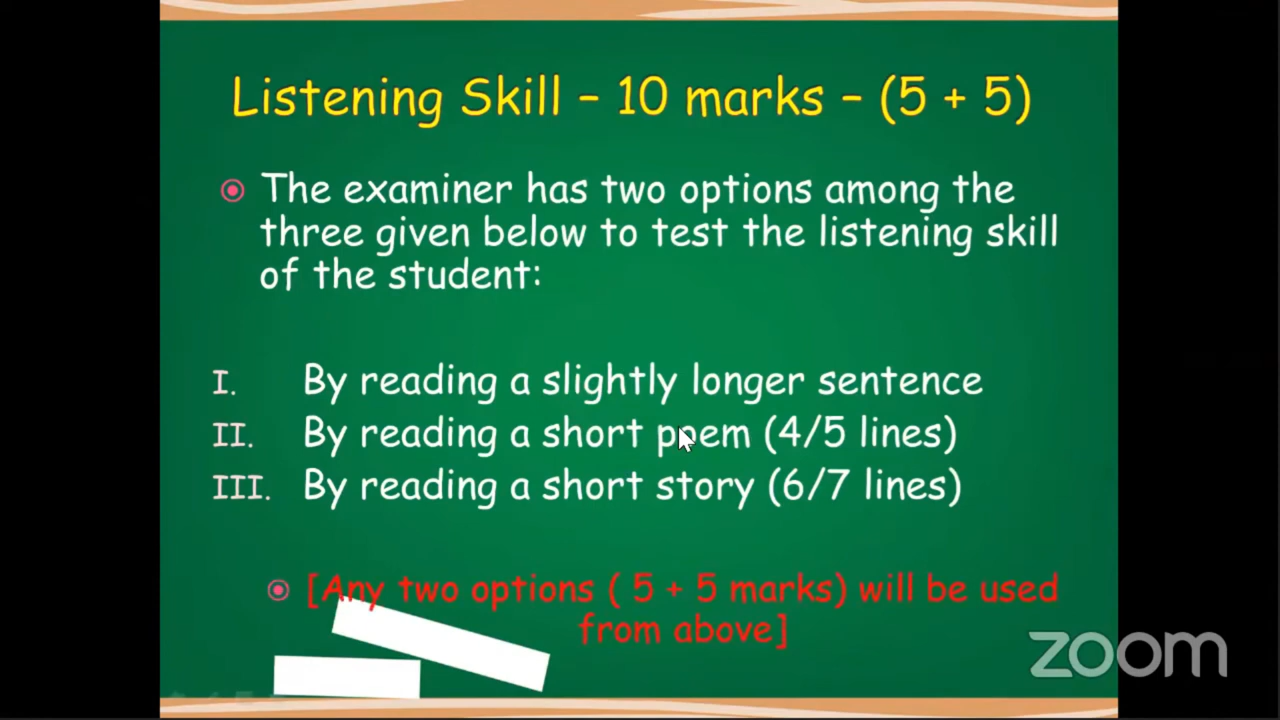 Listening Skill – 10 marks – (5 + 5)
The examiner has two options among the
three given below to test the listening skill
of the student:
I. By reading a slightly longer sentence
II. By reading a short poem (4/5 lines)
III. By reading a short story (6/7 lines)
[Any two options ( 5 + 5 marks) will be used
from above]
zoom